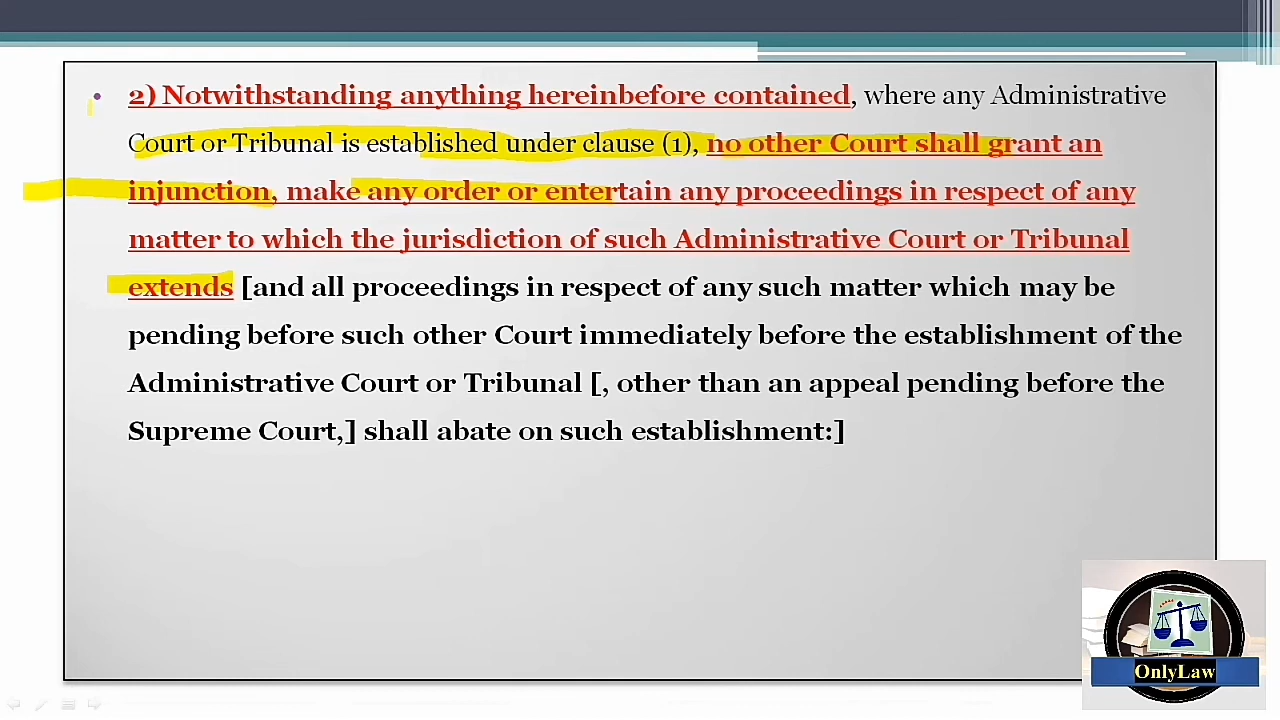 • 2) Notwithstanding anything hereinbefore contained, where any Administrative
Court or Tribunal is established under clause (1), no other Court shall grant an
injunction, make any order or entertain any proceedings in respect of any
matter to which the jurisdiction of such Administrative Court or Tribunal
extends [and all proceedings in respect of any such matter which may be
pending before such other Court immediately before the establishment of the
Administrative Court or Tribunal [, other than an appeal pending before the
Supreme Court,] shall abate on such establishment:]
OnlyLaw